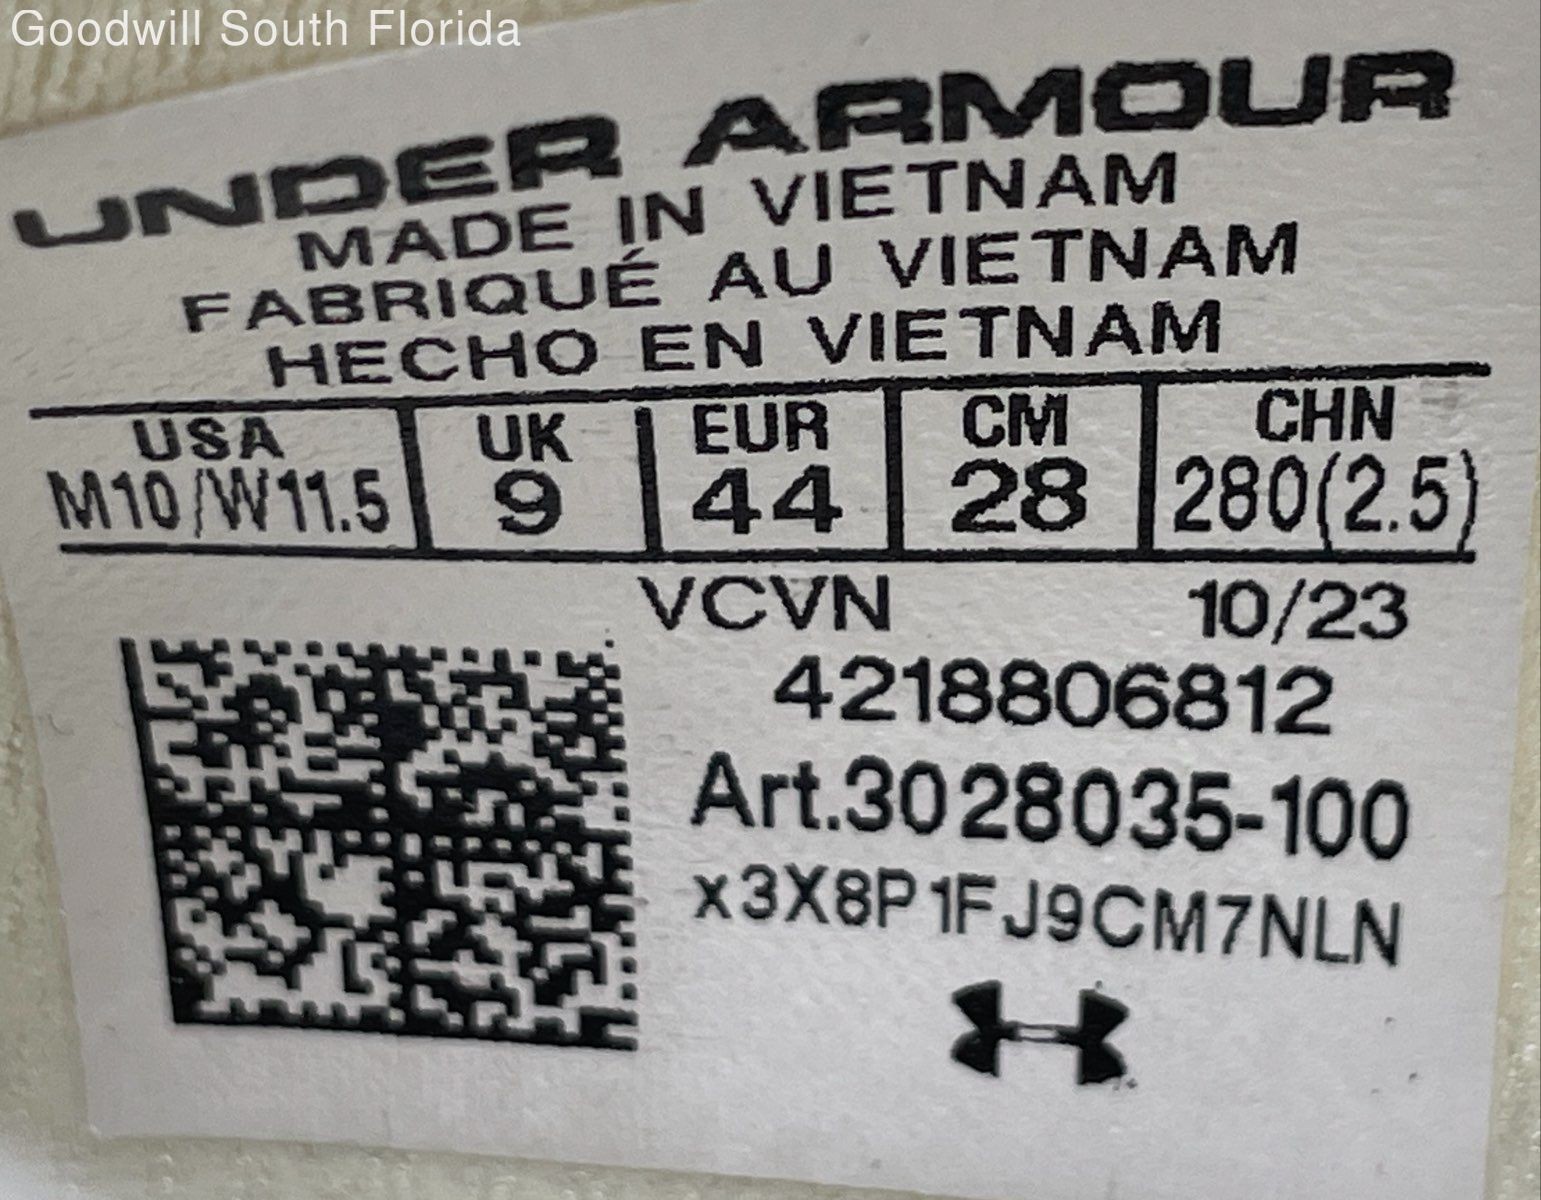 Goodwill South Florida
UNDER ARMOUR
MADE IN VIETNAM
FABRIQUÉ AU VIETNAM
HECHO EN VIETNAM
USA UK EUR CM CHN
M10/W11.5 9 44 28 280(2.5)
VCVN 10/23
4218806812
Art.3028035-100
x3X8P1FJ9CM7NLN